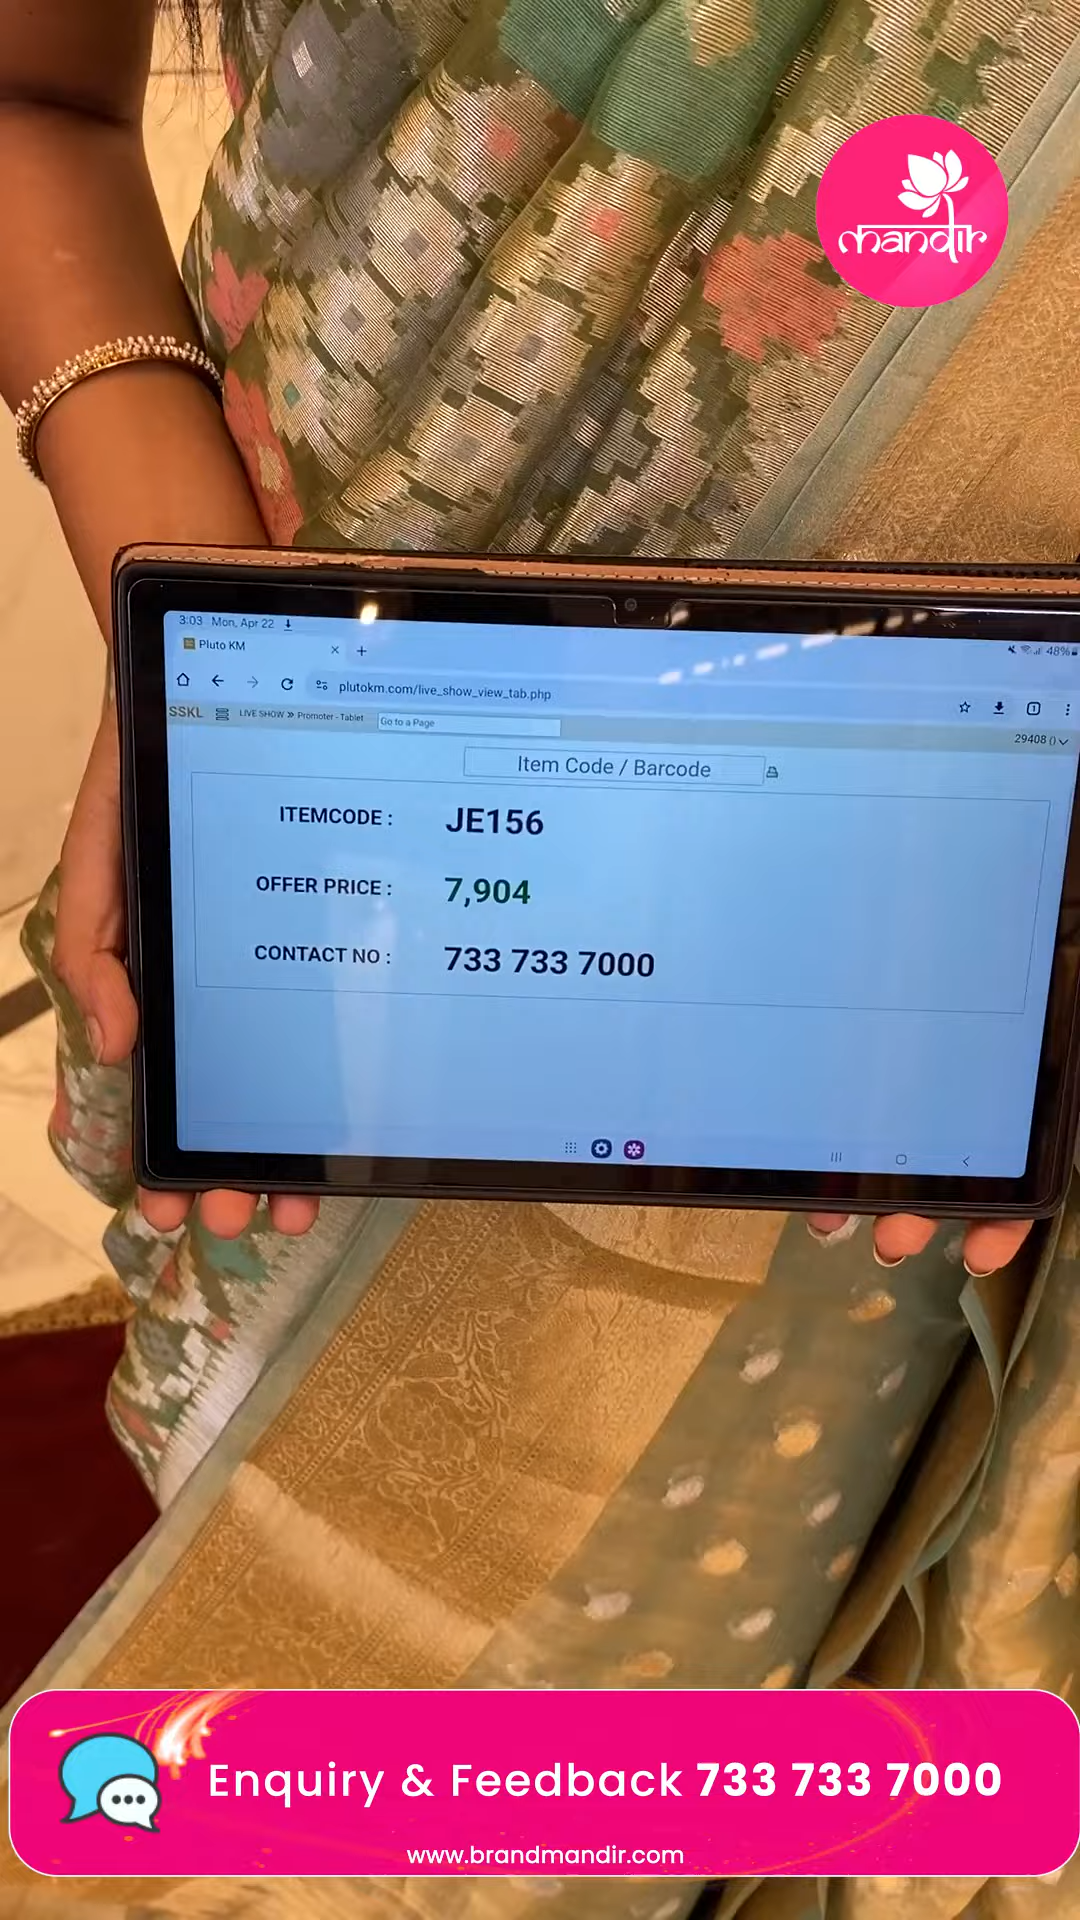 mandir
3:03 Mon, Apr 22
48%
Pluto KM
plutokm.com/live_show_view_tab.php
1
SSKL
LIVE SHOW » Promoter - Tablet
Go to a Page
29408 ()
Item Code / Barcode
ITEMCODE : JE156
OFFER PRICE : 7,904
CONTACT NO : 733 733 7000
Enquiry & Feedback 733 733 7000
www.brandmandir.com